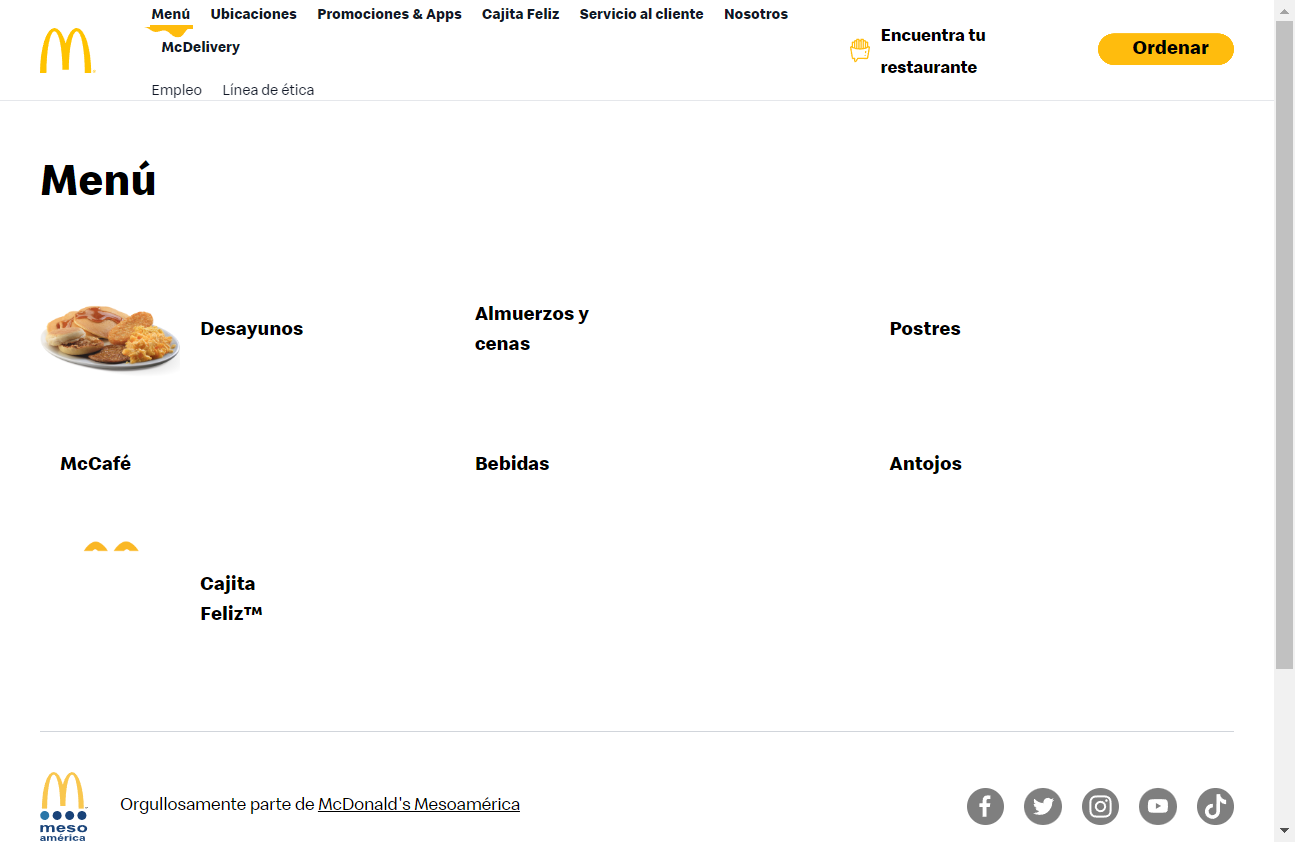 Menú Ubicaciones Promociones & Apps Cajita Feliz Servicio al cliente Nosotros
McDelivery
Encuentra tu
restaurante
Ordenar
Empleo Línea de ética
Menú
Desayunos
Almuerzos y
cenas
Postres
McCafé
Bebidas
Antojos
Cajita
Feliz™
meso
américa
Orgullosamente parte de McDonald's Mesoamérica